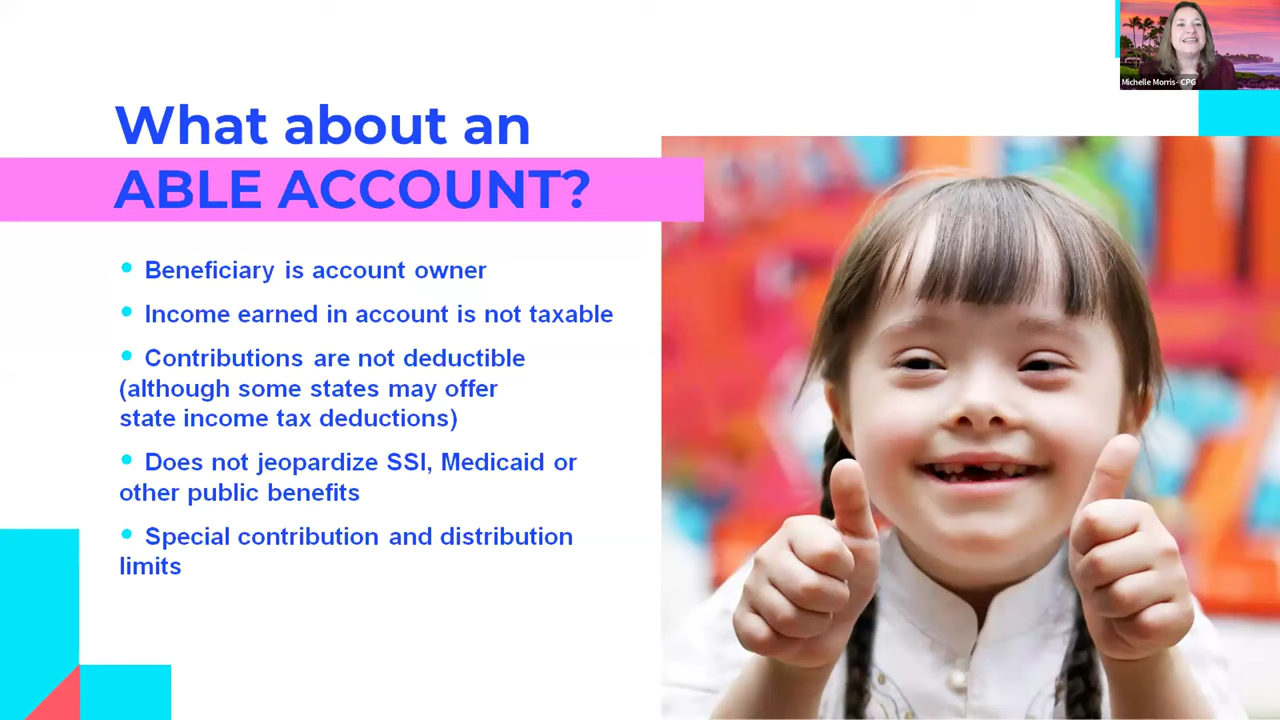 Michelle Morris- CPG
What about an
ABLE ACCOUNT?
• Beneficiary is account owner
• Income earned in account is not taxable
• Contributions are not deductible
(although some states may offer
state income tax deductions)
• Does not jeopardize SSI, Medicaid or
other public benefits
• Special contribution and distribution
limits